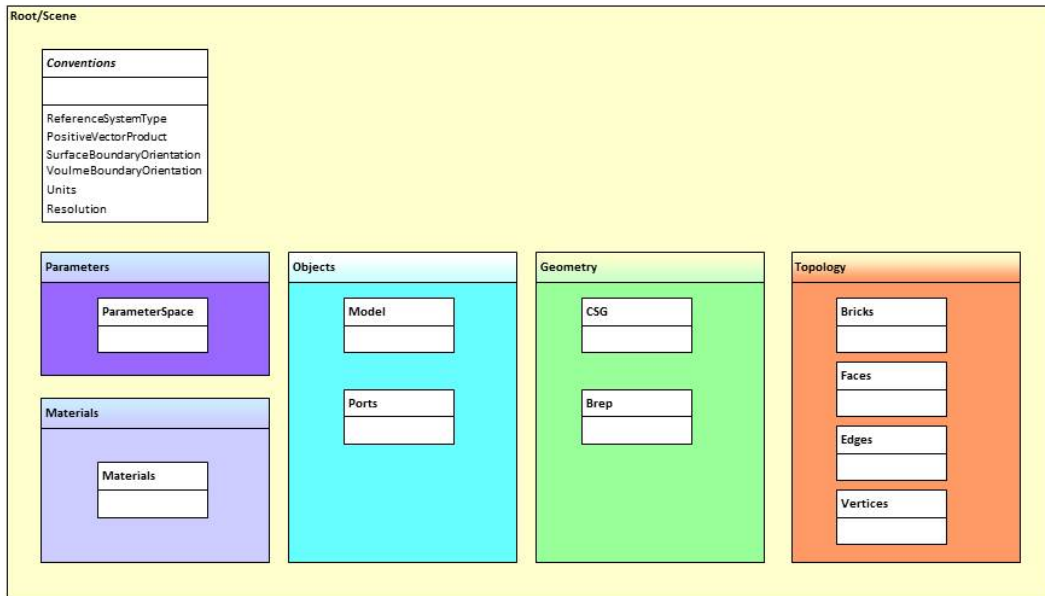 Root/Scene
Conventions
ReferenceSystemType
PositiveVectorProduct
SurfaceBoundaryOrientation
VoulmeBoundaryOrientation
Units
Resolution
Parameters
ParameterSpace
Materials
Materials
Objects
Model
Ports
Geometry
CSG
Brep
Topology
Bricks
Faces
Edges
Vertices